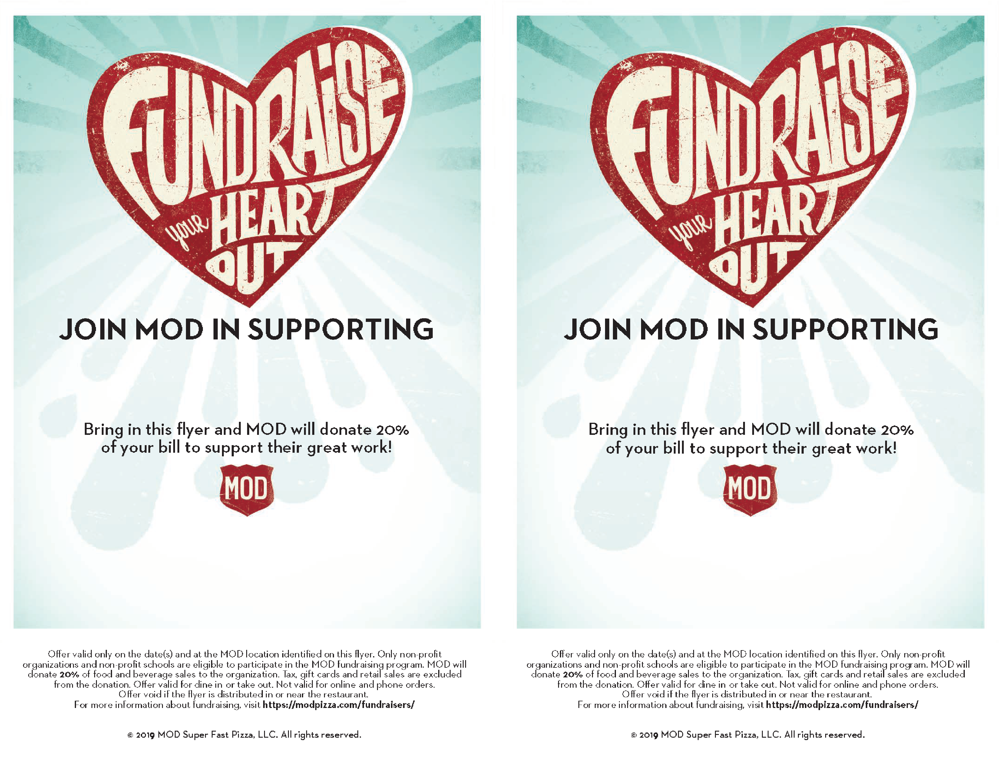 FUNDRAISE
your HEART
OUT
JOIN MOD IN SUPPORTING
Bring in this flyer and MOD will donate 20%
of your bill to support their great work!
MOD
Offer valid only on the date(s) and at the MOD location identified on this flyer. Only non-profit
organizations and non-profit schools are eligible to participate in the MOD fundraising program. MOD will
donate 20% of food and beverage sales to the organization. Tax, gift cards and retail sales are excluded
from the donation. Offer valid for dine in or take out. Not valid for online and phone orders.
Offer void if the flyer is distributed in or near the restaurant.
For more information about fundraising, visit https://modpizza.com/fundraisers/
© 2019 MOD Super Fast Pizza, LLC. All rights reserved.
FUNDRAISE
your HEART
OUT
JOIN MOD IN SUPPORTING
Bring in this flyer and MOD will donate 20%
of your bill to support their great work!
MOD
Offer valid only on the date(s) and at the MOD location identified on this flyer. Only non-profit
organizations and non-profit schools are eligible to participate in the MOD fundraising program. MOD will
donate 20% of food and beverage sales to the organization. Tax, gift cards and retail sales are excluded
from the donation. Offer valid for dine in or take out. Not valid for online and phone orders.
Offer void if the flyer is distributed in or near the restaurant.
For more information about fundraising, visit https://modpizza.com/fundraisers/
© 2019 MOD Super Fast Pizza, LLC. All rights reserved.